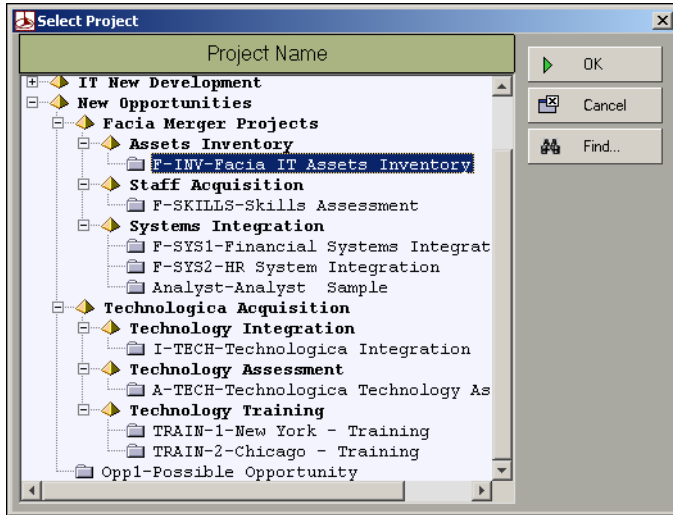 Select Project
Project Name
IT New Development
New Opportunities
Facia Merger Projects
Assets Inventory
F-INV-Facia IT Assets Inventory
Staff Acquisition
F-SKILLS-Skills Assessment
Systems Integration
F-SYS1-Financial Systems Integrat
F-SYS2-HR System Integration
Analyst-Analyst  Sample
Technologica Acquisition
Technology Integration
I-TECH-Technologica Integration
Technology Assessment
A-TECH-Technologica Technology As
Technology Training
TRAIN-1-New York - Training
TRAIN-2-Chicago - Training
Opp1-Possible Opportunity
OK
Cancel
Find...